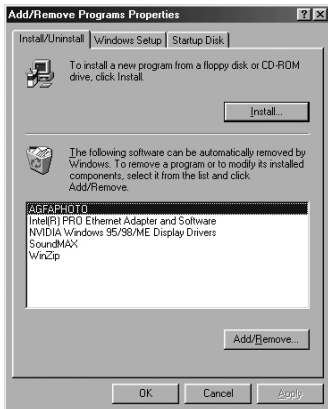 Add/Remove Programs Properties
Install/Uninstall Windows Setup Startup Disk
To install a new program from a floppy disk or CD-ROM
drive, click Install.
Install...
The following software can be automatically removed by
Windows. To remove a program or to modify its installed
components, select it from the list and click
Add/Remove.
AGFAPHOTO
Intel(R) PRO Ethernet Adapter and Software
NVIDIA Windows 95/98/ME Display Drivers
SoundMAX
WinZip
Add/Remove...
OK Cancel Apply